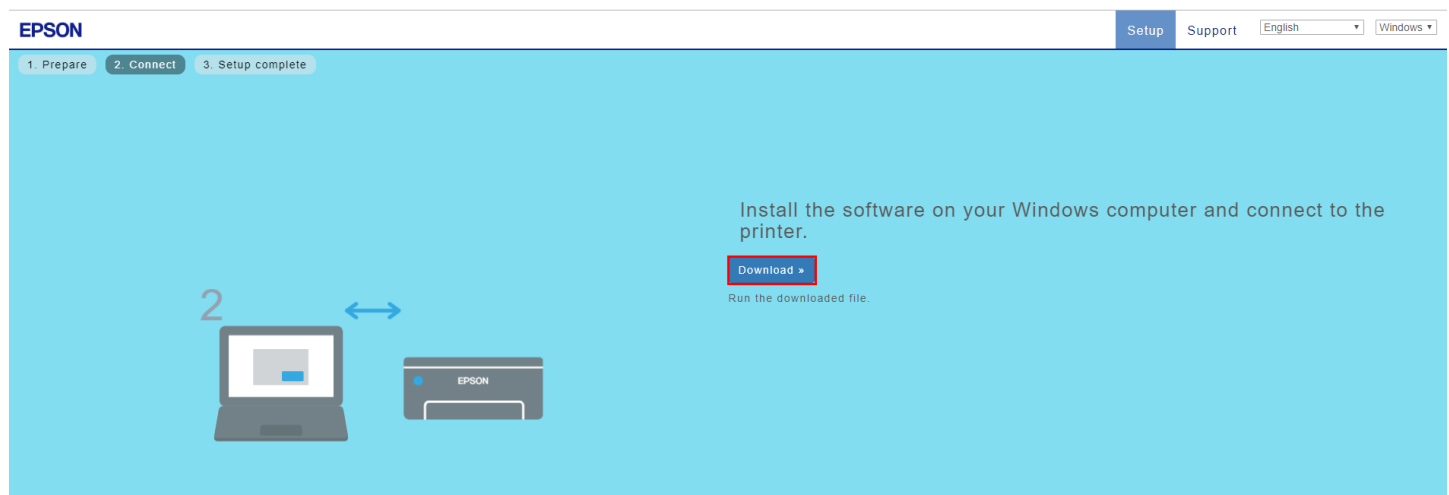 EPSON
Setup
Support
English
Windows
1. Prepare
2. Connect
3. Setup complete
Install the software on your Windows computer and connect to the
printer.
Download »
Run the downloaded file.
2
EPSON